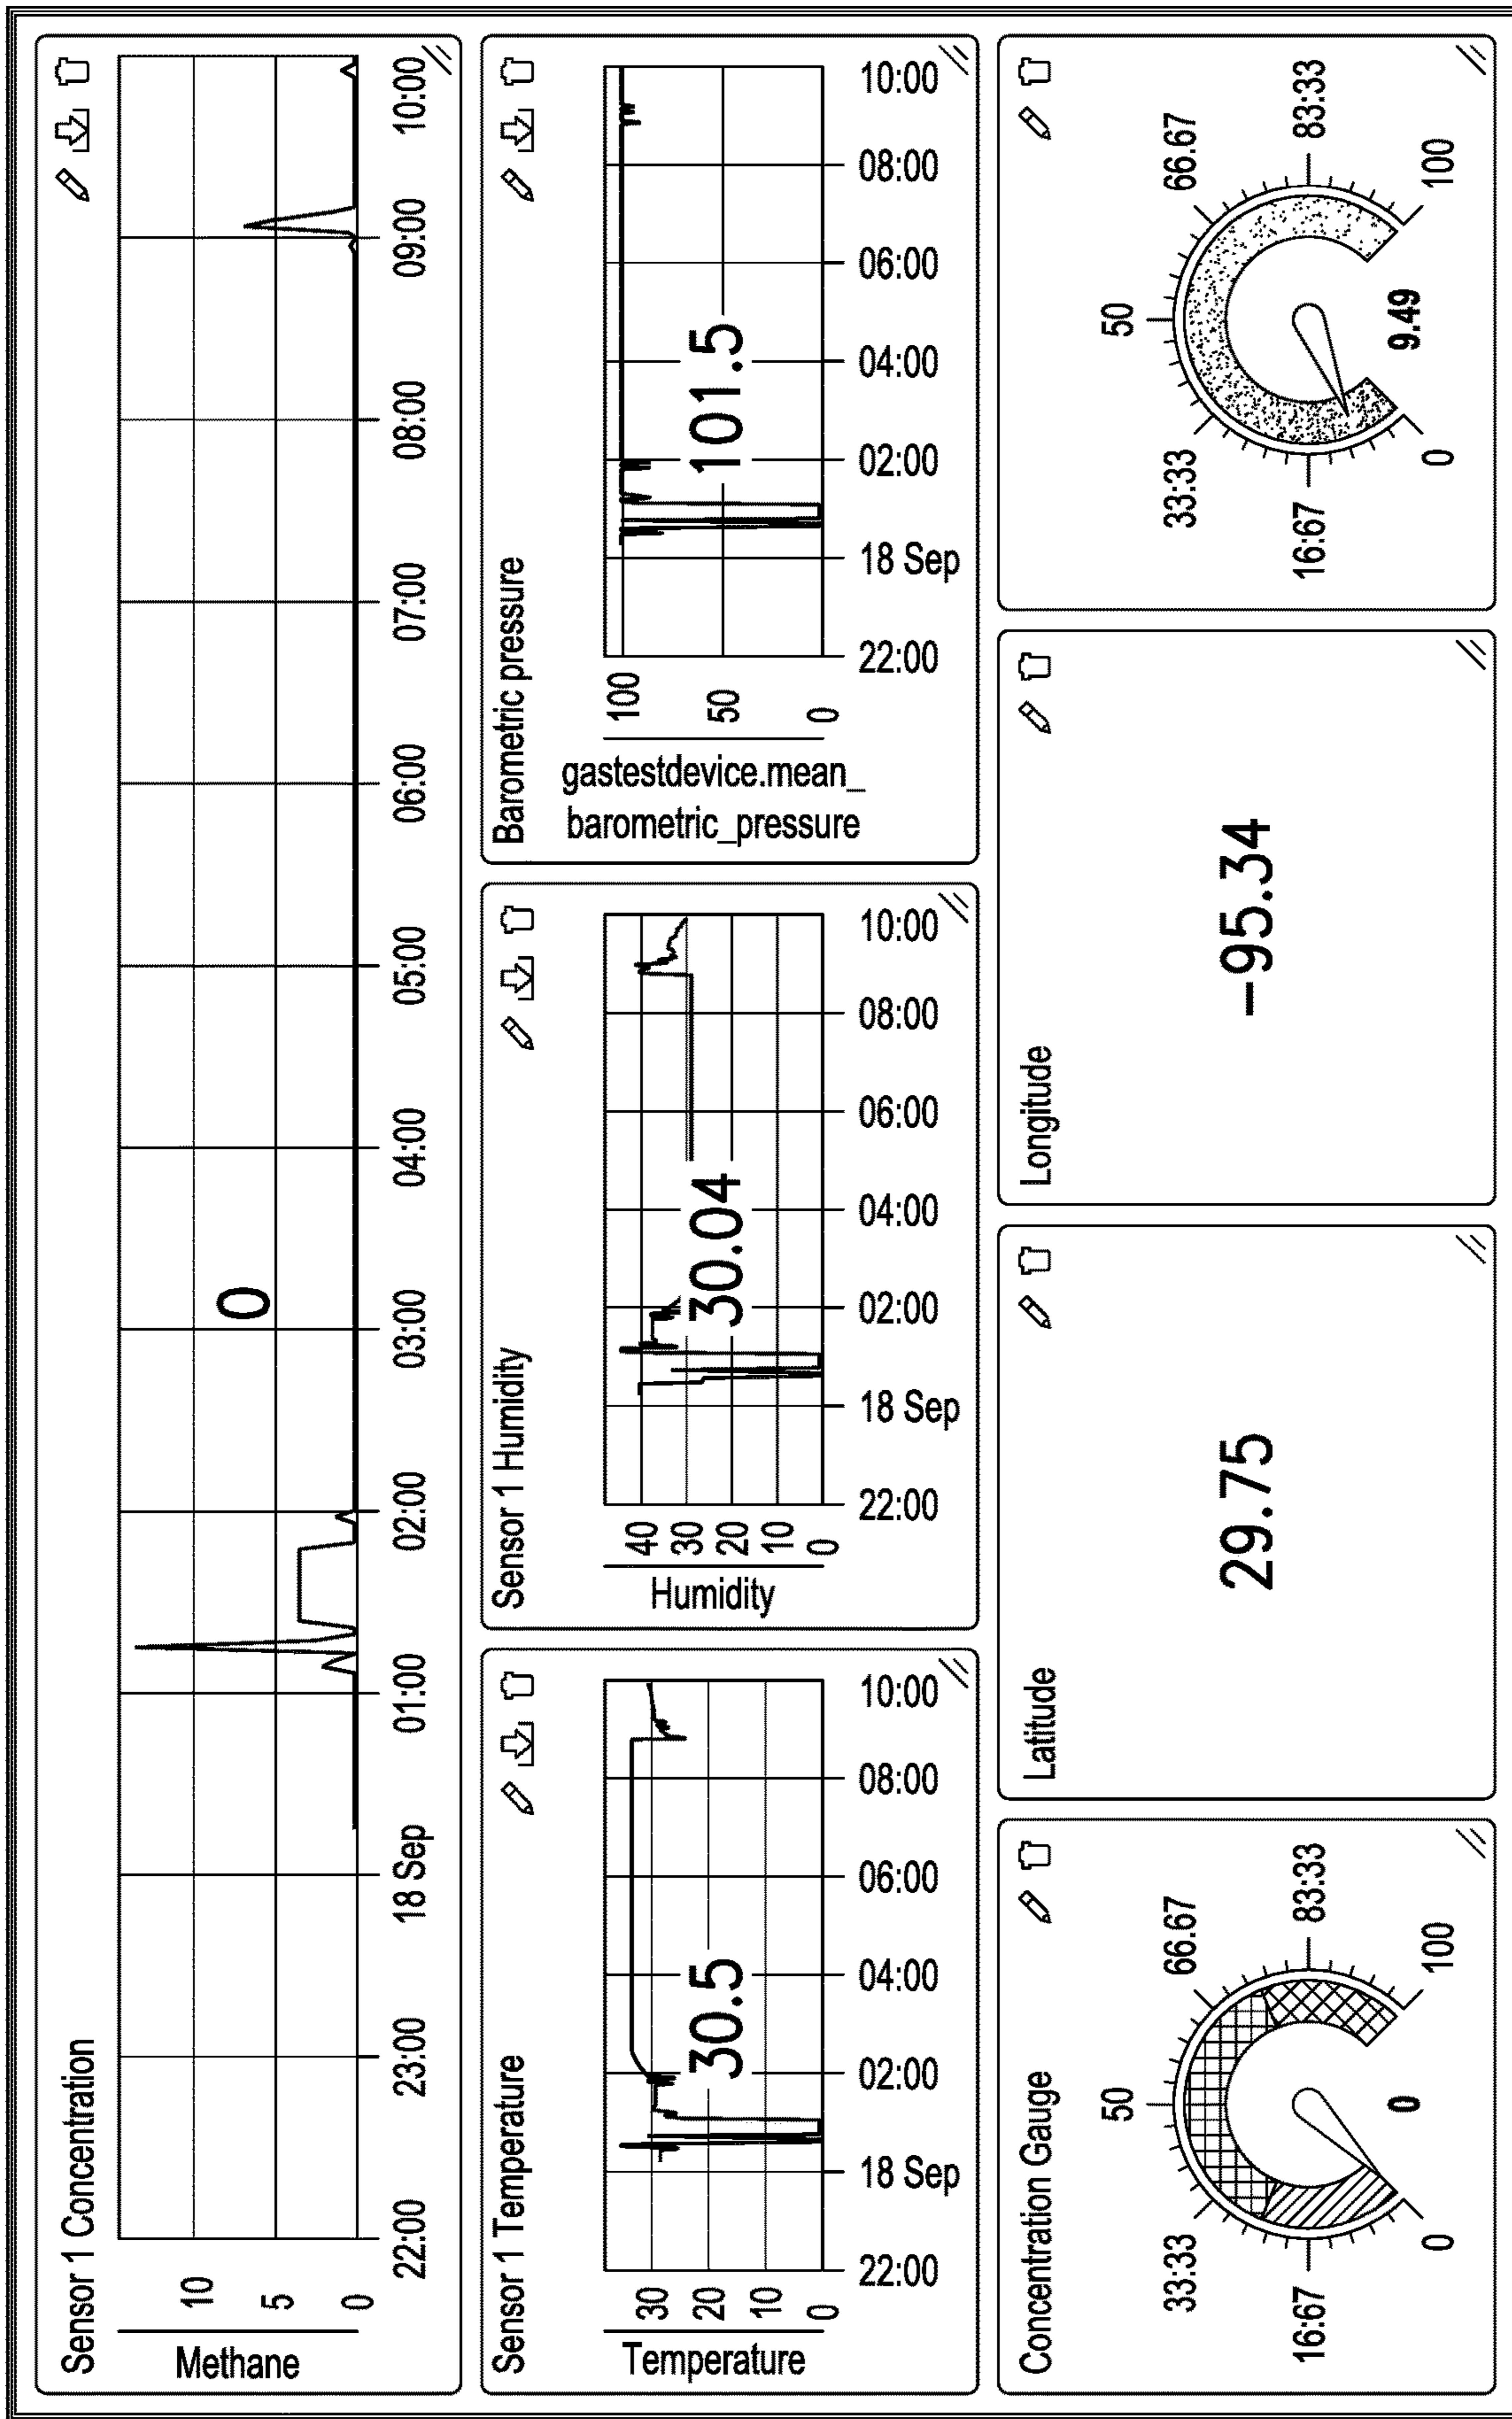 Sensor 1 Concentration
Methane
10
5
0
0
22:00 23:00 18 Sep 01:00 02:00 03:00 04:00 05:00 06:00 07:00 08:00 09:00 10:00
Sensor 1 Temperature
Temperature
30
20
10
0
30.5
22:00 18 Sep 02:00 04:00 06:00 08:00 10:00
Sensor 1 Humidity
Humidity
40
30
20
10
0
30.04
22:00 18 Sep 02:00 04:00 06:00 08:00 10:00
Barometric pressure
gastestdevice.mean_
barometric_pressure
100
50
0
101.5
22:00 18 Sep 02:00 04:00 06:00 08:00 10:00
Concentration Gauge
50
33:33 66.67
16:67 83:33
0 100
0
Latitude
29.75
Longitude
-95.34
50
33:33 66.67
16:67 83:33
9.49
0 100